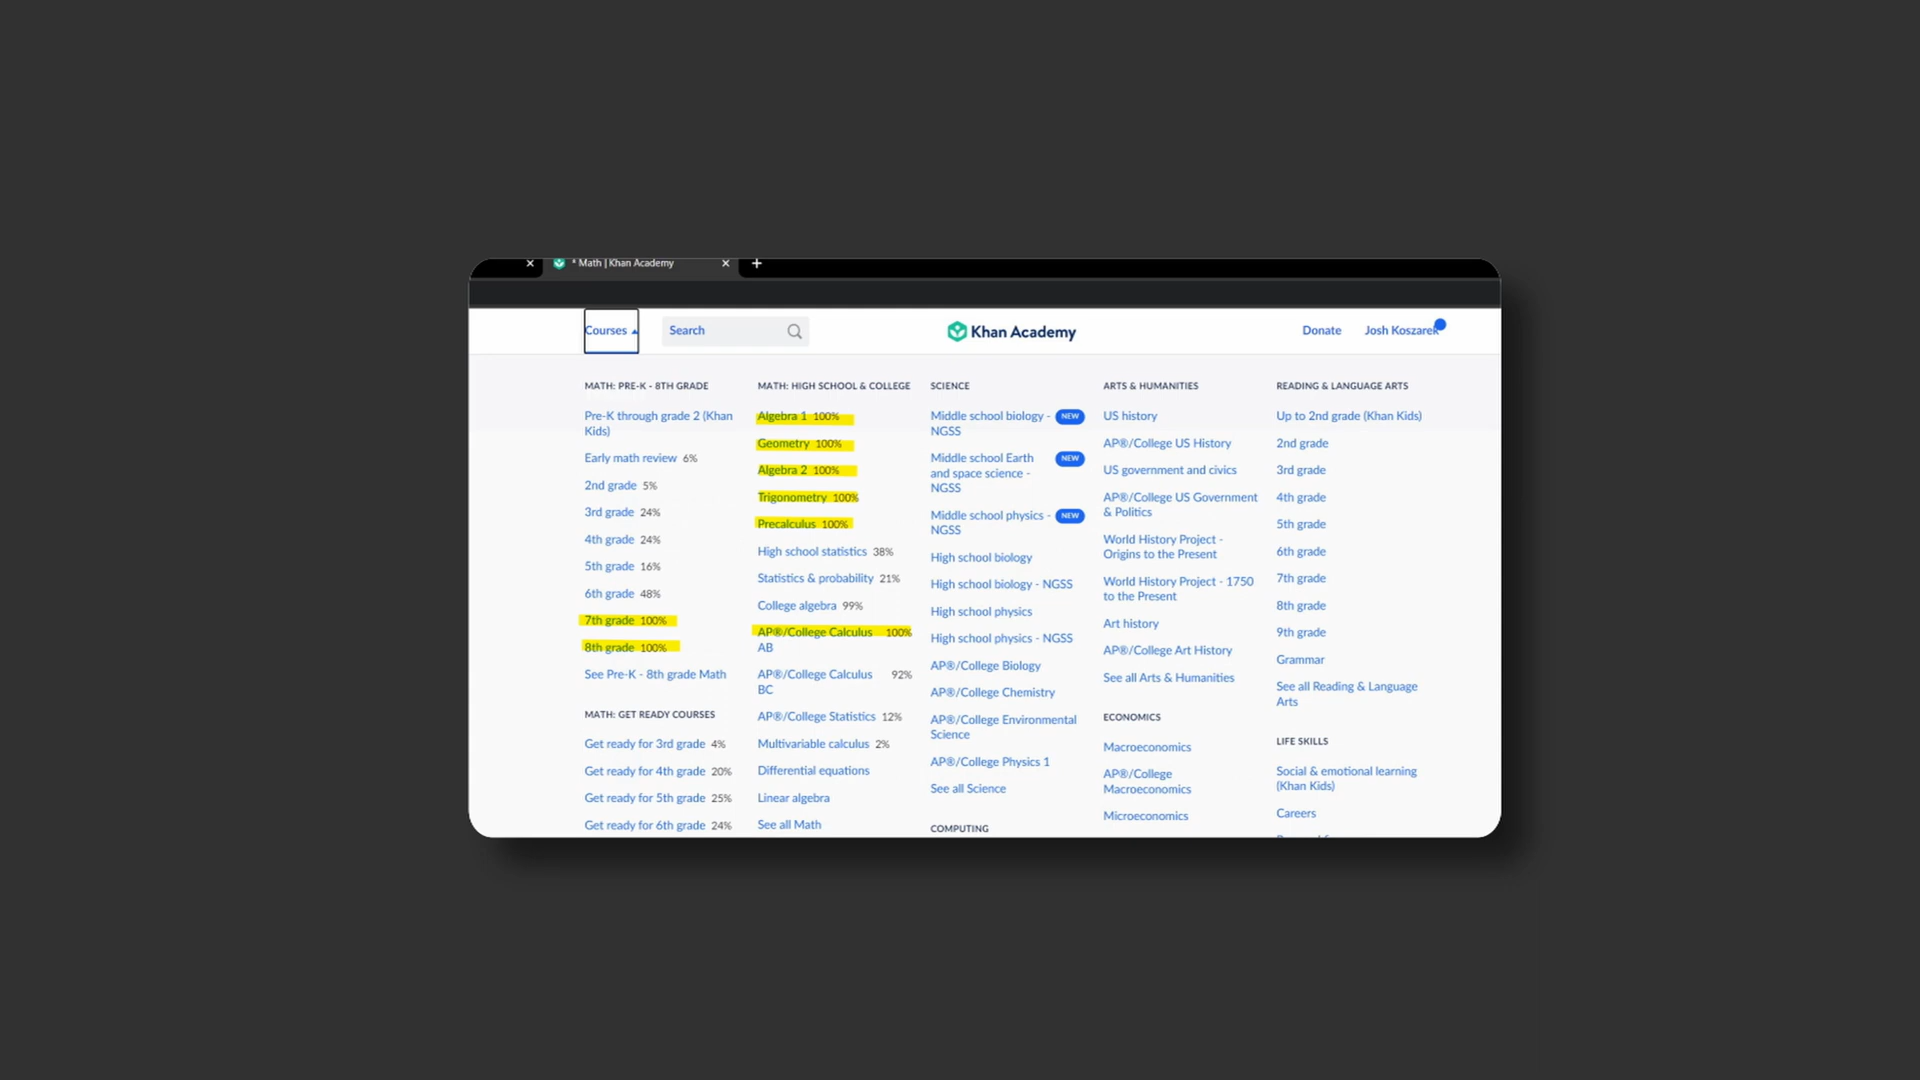 * Math | Khan Academy
Courses
Search
Khan Academy
Donate
Josh Koszarek
MATH: PRE-K - 8TH GRADE
Pre-K through grade 2 (Khan
Kids)
Early math review 6%
2nd grade 5%
3rd grade 24%
4th grade 24%
5th grade 16%
6th grade 48%
7th grade 100%
8th grade 100%
See Pre-K - 8th grade Math
MATH: GET READY COURSES
Get ready for 3rd grade 4%
Get ready for 4th grade 20%
Get ready for 5th grade 25%
Get ready for 6th grade 24%
MATH: HIGH SCHOOL & COLLEGE
Algebra 1 100%
Geometry 100%
Algebra 2 100%
Trigonometry 100%
Precalculus 100%
High school statistics 38%
Statistics & probability 21%
College algebra 99%
AP®/College Calculus 100%
AB
AP®/College Calculus 92%
BC
AP®/College Statistics 12%
Multivariable calculus 2%
Differential equations
Linear algebra
See all Math
SCIENCE
Middle school biology - NEW
NGSS
Middle school Earth NEW
and space science -
NGSS
Middle school physics - NEW
NGSS
High school biology
High school biology - NGSS
High school physics
High school physics - NGSS
AP®/College Biology
AP®/College Chemistry
AP®/College Environmental
Science
AP®/College Physics 1
See all Science
COMPUTING
ARTS & HUMANITIES
US history
AP®/College US History
US government and civics
AP®/College US Government
& Politics
World History Project -
Origins to the Present
World History Project - 1750
to the Present
Art history
AP®/College Art History
See all Arts & Humanities
ECONOMICS
Macroeconomics
AP®/College
Macroeconomics
Microeconomics
READING & LANGUAGE ARTS
Up to 2nd grade (Khan Kids)
2nd grade
3rd grade
4th grade
5th grade
6th grade
7th grade
8th grade
9th grade
Grammar
See all Reading & Language
Arts
LIFE SKILLS
Social & emotional learning
(Khan Kids)
Careers